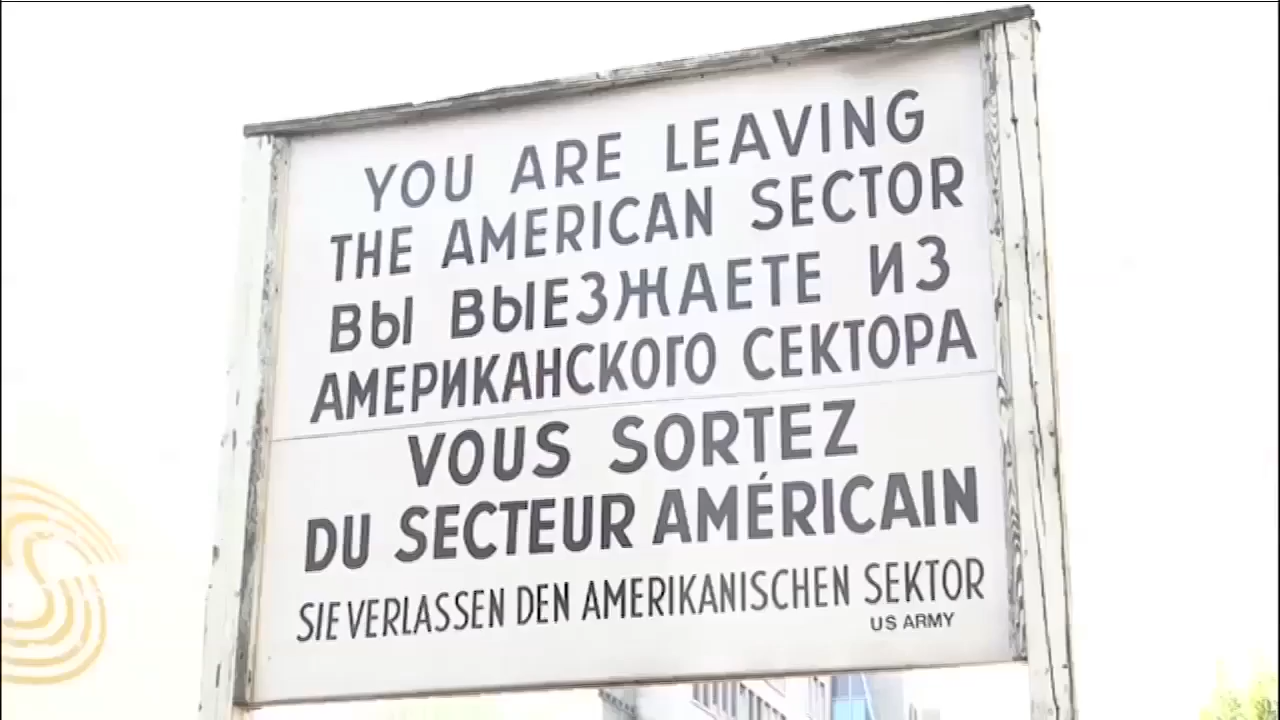 YOU ARE LEAVING
THE AMERICAN SECTOR
ВЫ ВЫЕЗЖАЕТЕ ИЗ
АМЕРИКАНСКОГО СЕКТОРА
VOUS SORTEZ
DU SECTEUR AMÉRICAIN
SIE VERLASSEN DEN AMERIKANISCHEN SEKTOR
US ARMY